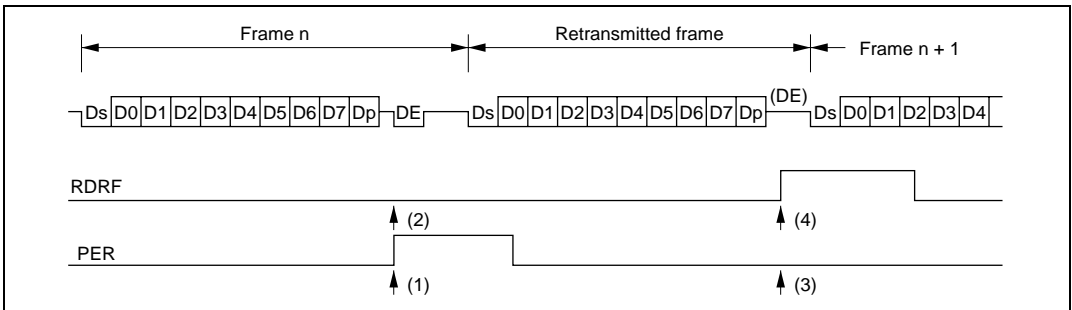 Frame n
Retransmitted frame
Frame n + 1
Ds D0 D1 D2 D3 D4 D5 D6 D7 Dp DE Ds D0 D1 D2 D3 D4 D5 D6 D7 Dp (DE) Ds D0 D1 D2 D3 D4
RDRF
(2) (4)
PER
(1) (3)